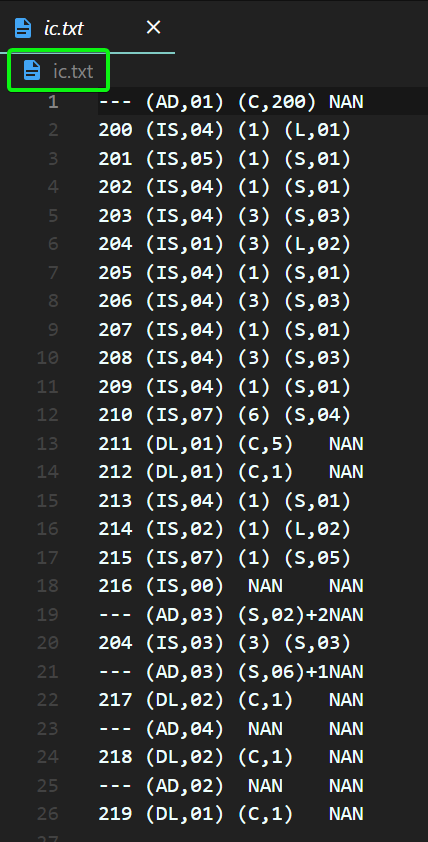 ic.txt ×
ic.txt
1 --- (AD,01) (C,200) NAN
2 200 (IS,04) (1) (L,01)
3 201 (IS,05) (1) (S,01)
4 202 (IS,04) (1) (S,01)
5 203 (IS,04) (3) (S,03)
6 204 (IS,01) (3) (L,02)
7 205 (IS,04) (1) (S,01)
8 206 (IS,04) (3) (S,03)
9 207 (IS,04) (1) (S,01)
10 208 (IS,04) (3) (S,03)
11 209 (IS,04) (1) (S,01)
12 210 (IS,07) (6) (S,04)
13 211 (DL,01) (C,5)   NAN
14 212 (DL,01) (C,1)   NAN
15 213 (IS,04) (1) (S,01)
16 214 (IS,02) (1) (L,02)
17 215 (IS,07) (1) (S,05)
18 216 (IS,00)  NAN    NAN
19 --- (AD,03) (S,02)+2NAN
20 204 (IS,03) (3) (S,03)
21 --- (AD,03) (S,06)+1NAN
22 217 (DL,02) (C,1)   NAN
23 --- (AD,04)  NAN    NAN
24 218 (DL,02) (C,1)   NAN
25 --- (AD,02)  NAN    NAN
26 219 (DL,01) (C,1)   NAN
27